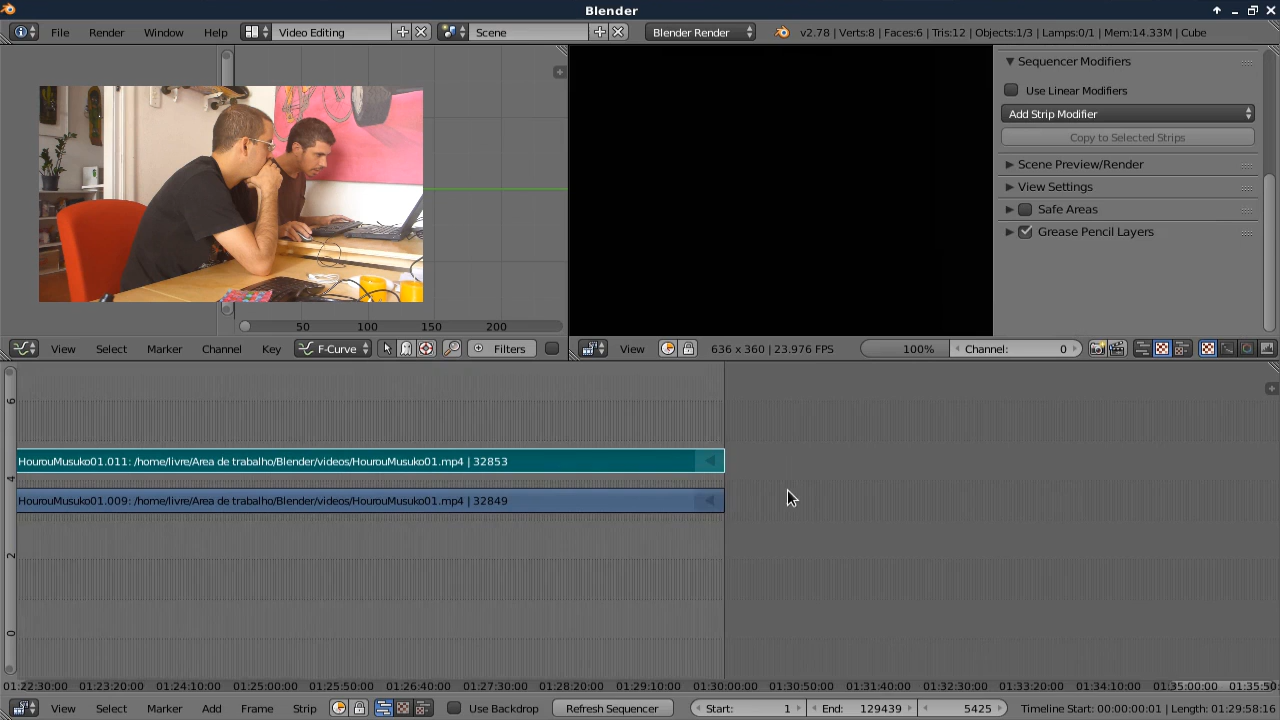 Blender
File Render Window Help Video Editing Scene Blender Render v2.78 | Verts:8 | Faces:6 | Tris:12 | Objects:1/3 | Lamps:0/1 | Mem:14.33M | Cube
Sequencer Modifiers
Use Linear Modifiers
Add Strip Modifier
Copy to Selected Strips
Scene Preview/Render
View Settings
Safe Areas
Grease Pencil Layers
50 100 150 200
View Select Marker Channel Key F-Curve Filters View 636 x 360 | 23.976 FPS 100% Channel: 0
6
HourouMusuko01.011: /home/livre/Área de trabalho/Blender/videos/HourouMusuko01.mp4 | 32853
4
HourouMusuko01.009: /home/livre/Área de trabalho/Blender/videos/HourouMusuko01.mp4 | 32849
2
0
01:22:30:00 01:23:20:00 01:24:10:00 01:25:00:00 01:25:50:00 01:26:40:00 01:27:30:00 01:28:20:00 01:29:10:00 01:30:00:00 01:30:50:00 01:31:40:00 01:32:30:00 01:33:20:00 01:34:10:00 01:35:00:00 01:35:50
View Select Marker Add Frame Strip Use Backdrop Refresh Sequencer Start: 1 End: 129439 5425 Timeline Start: 00:00:00:01 | Length: 01:29:58:16